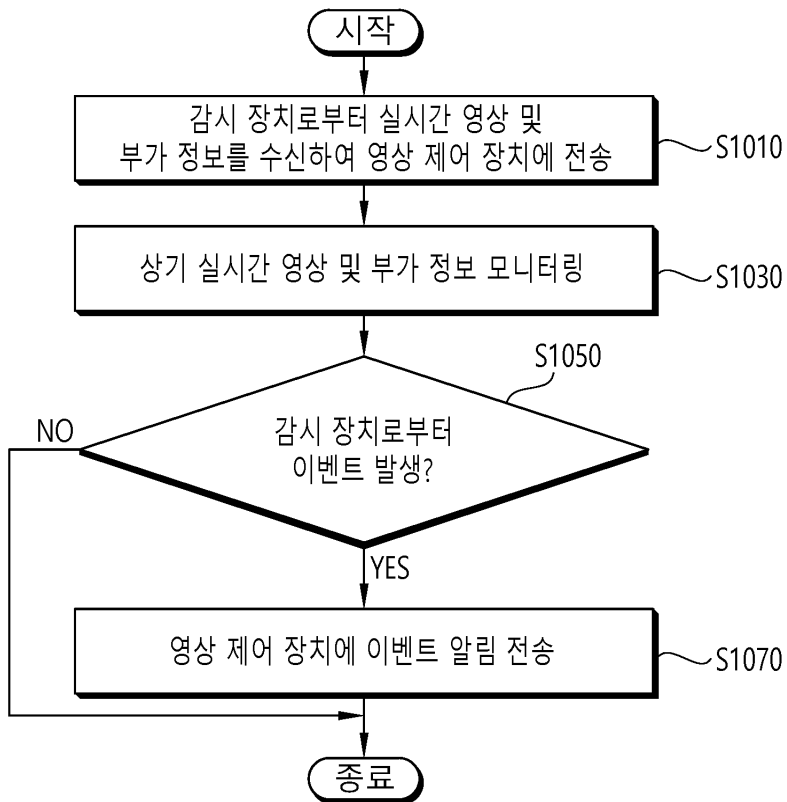 시작
감시 장치로부터 실시간 영상 및
부가 정보를 수신하여 영상 제어 장치에 전송
S1010
상기 실시간 영상 및 부가 정보 모니터링
S1030
S1050
감시 장치로부터
이벤트 발생?
NO
YES
영상 제어 장치에 이벤트 알림 전송
S1070
종료